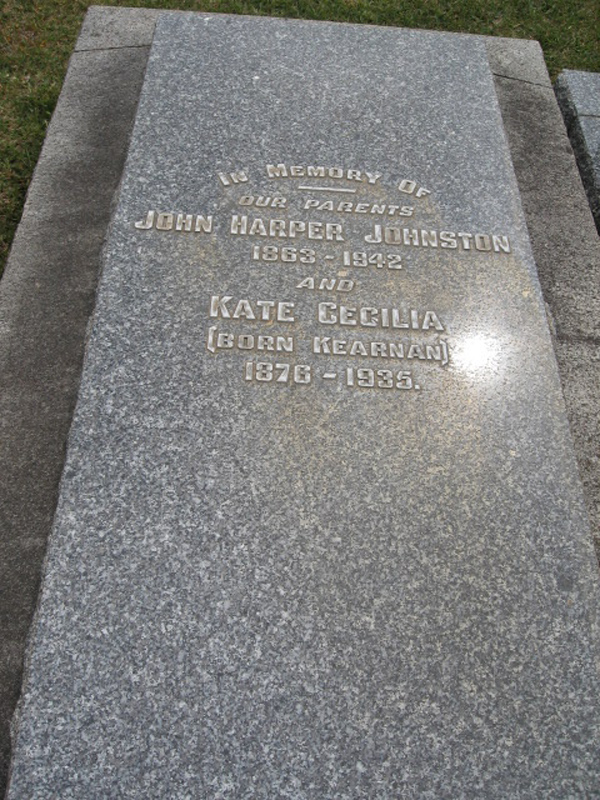 In Memory Of
OUR PARENTS
JOHN HARPER JOHNSTON
1863 - 1942
AND
KATE CECILIA
(BORN KEARNAN)
1876 - 1935.